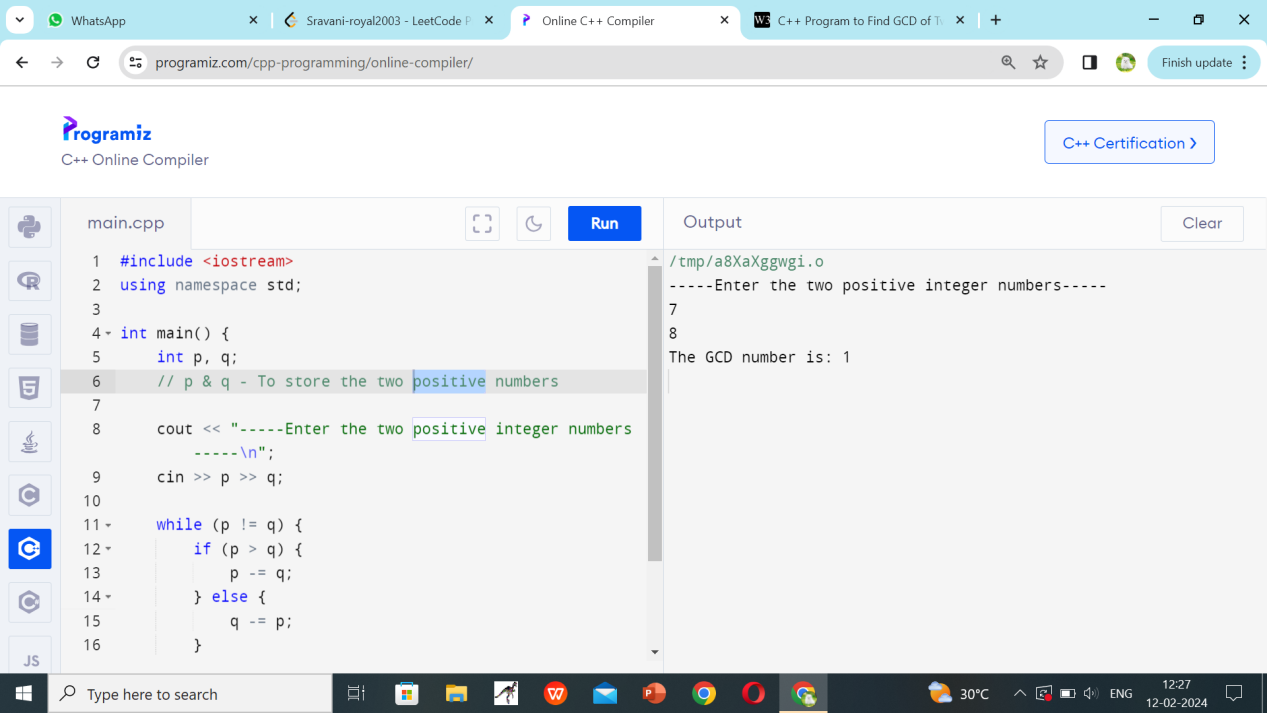 WhatsApp
Sravani-royal2003 - LeetCode P
Online C++ Compiler
W3 C++ Program to Find GCD of Tw
programiz.com/cpp-programming/online-compiler/
Finish update
Programiz
C++ Online Compiler
C++ Certification
main.cpp
Run
Output
Clear
1 #include <iostream>
2 using namespace std;
3
4 int main() {
5 int p, q;
6 // p & q - To store the two positive numbers
7
8 cout << "-----Enter the two positive integer numbers
-----\n";
9 cin >> p >> q;
10
11 while (p != q) {
12 if (p > q) {
13 p -= q;
14 } else {
15 q -= p;
16 }
/tmp/a8XaXggwgi.o
-----Enter the two positive integer numbers-----
7
8
The GCD number is: 1
JS
Type here to search
30°C
ENG
12:27
12-02-2024